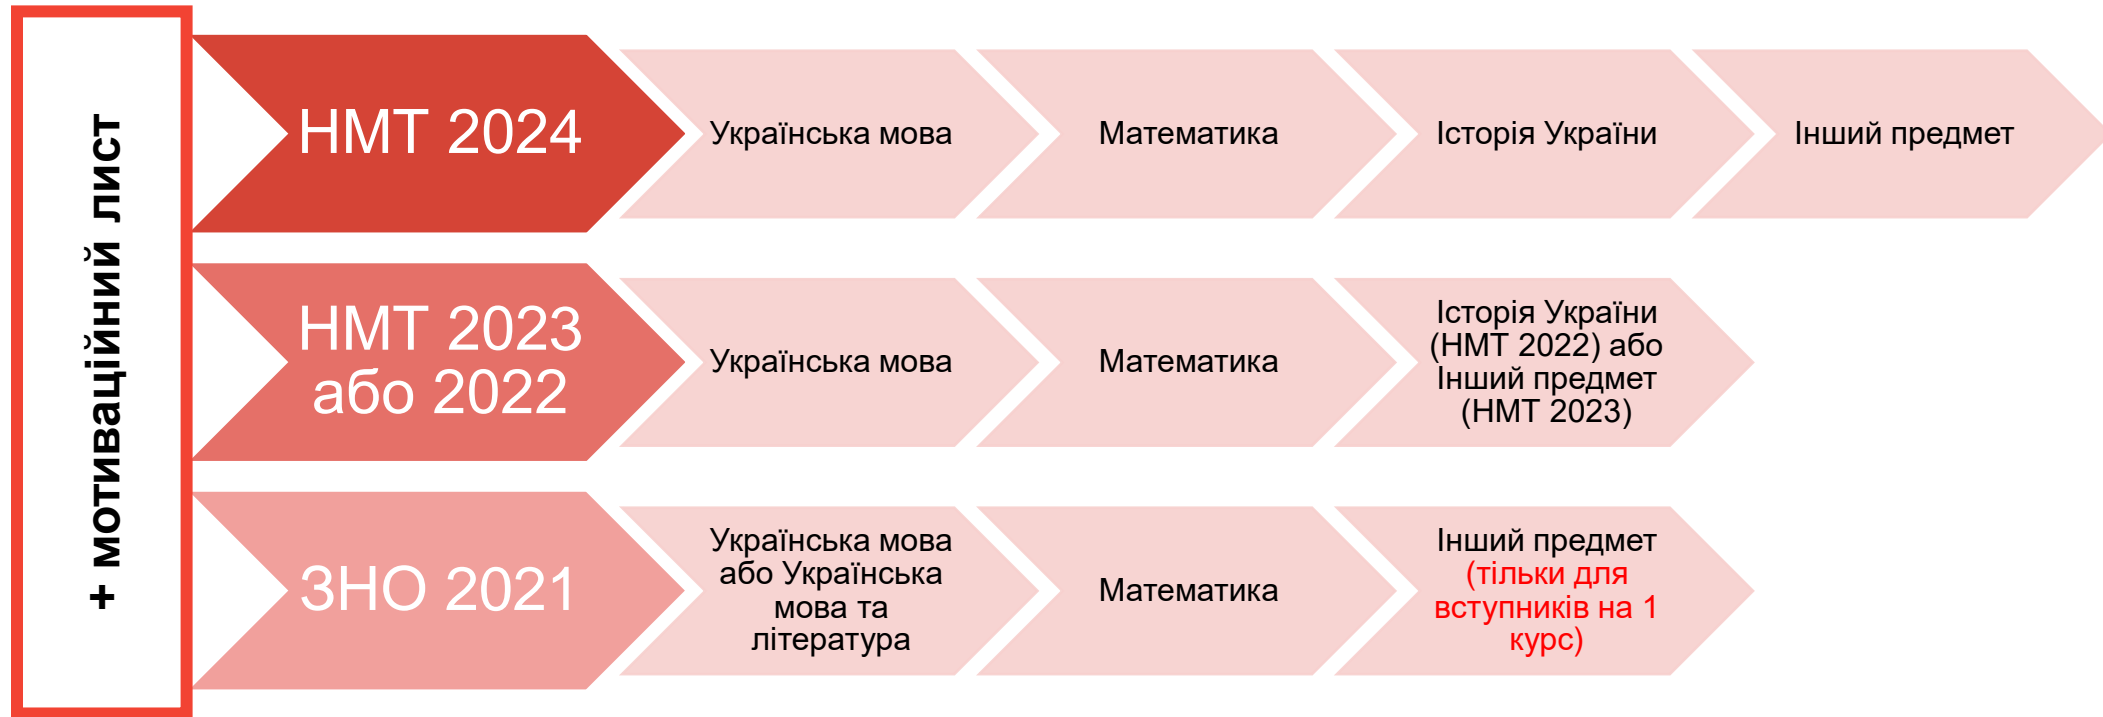 + мотиваційний лист
НМТ 2024
Українська мова
Математика
Історія України
Інший предмет
НМТ 2023
або 2022
Українська мова
Математика
Історія України
(НМТ 2022) або
Інший предмет
(НМТ 2023)
ЗНО 2021
Українська мова
або Українська
мова та
література
Математика
Інший предмет
(тільки для
вступників на 1
курс)